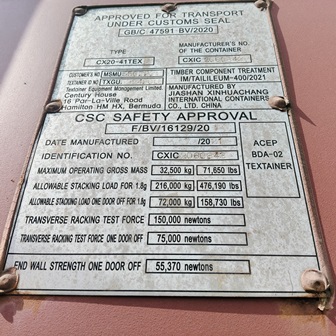 APPROVED FOR TRANSPORT
UNDER CUSTOMS SEAL
GB/C 47591-BV/2020
TYPE
MANUFACTURER'S NO.
OF THE CONTAINER
CX20-41TEX
CXIC
CUSTOMER'S NO MSMU
TIMBER COMPONENT TREATMENT
IM/TALILEUM-400/2021
TECHNICAL NO TXGU
Textainer Equipment Management Limited.
Century House
16 Par-La-Ville Road
Hamilton HM HX, Bermuda
MANUFACTURED BY
JIASHAN XINHUACHANG
INTERNATIONAL CONTAINERS
CO., LTD. CHINA
CSC SAFETY APPROVAL
F/BV/16129/20
DATE MANUFACTURED /20
IDENTIFICATION NO. CXIC
ACEP
BDA-02
TEXTAINER
MAXIMUM OPERATING GROSS MASS 32,500 kg 71,650 lbs
ALLOWABLE STACKING LOAD FOR 1.8g 216,000 kg 476,190 lbs
ALLOWABLE STACKING LOAD ONE DOOR OFF FOR 1.8g 72,000 kg 158,730 lbs
TRANSVERSE RACKING TEST FORCE 150,000 newtons
TRANSVERSE RACKING TEST FORCE ONE DOOR OFF 75,000 newtons
END WALL STRENGTH ONE DOOR OFF 55,370 newtons